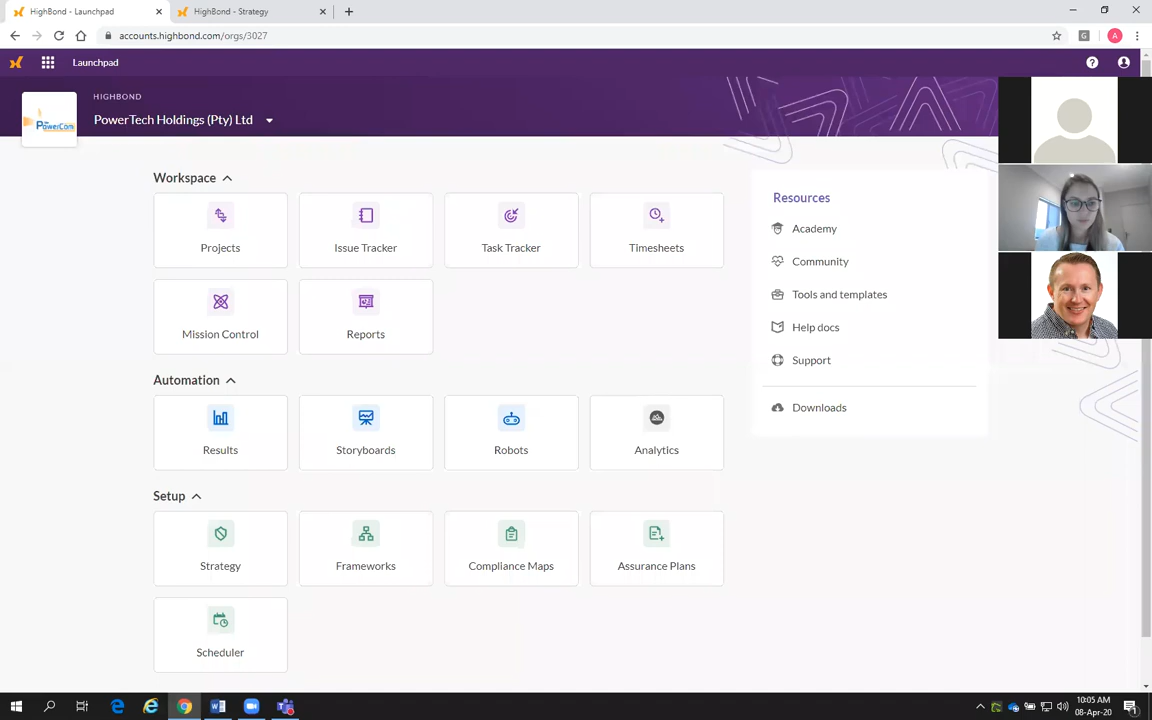 HighBond - Launchpad
HighBond - Strategy
accounts.highbond.com/orgs/3027
G
A
Launchpad
HIGHBOND
PowerTech Holdings (Pty) Ltd
PowerCom
Workspace
Projects
Issue Tracker
Task Tracker
Timesheets
Mission Control
Reports
Automation
Results
Storyboards
Robots
Analytics
Setup
Strategy
Frameworks
Compliance Maps
Assurance Plans
Scheduler
Resources
Academy
Community
Tools and templates
Help docs
Support
Downloads
10:05 AM
08-Apr-20